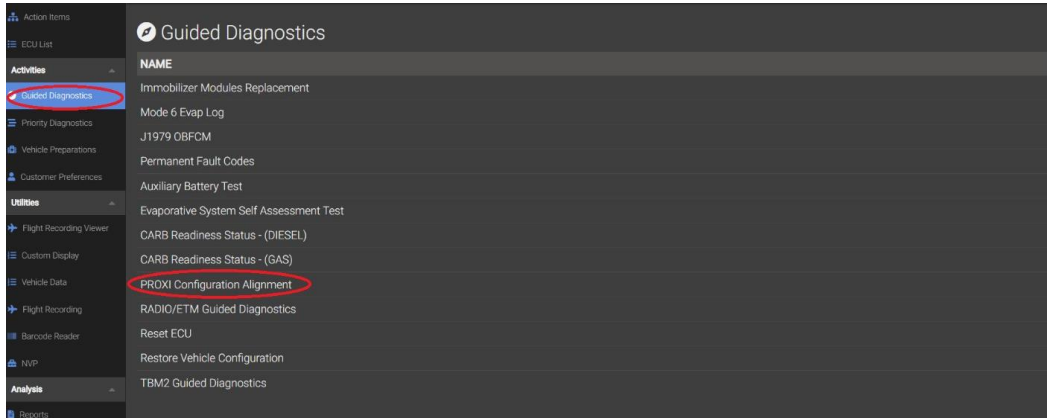 Action Items
ECU List
Activities
Guided Diagnostics
Priority Diagnostics
Vehicle Preparations
Customer Preferences
Utilities
Flight Recording Viewer
Custom Display
Vehicle Data
Flight Recording
Barcode Reader
NVP
Analysis
Reports
Guided Diagnostics
NAME
Immobilizer Modules Replacement
Mode 6 Evap Log
J1979 OBFCM
Permanent Fault Codes
Auxiliary Battery Test
Evaporative System Self Assessment Test
CARB Readiness Status - (DIESEL)
CARB Readiness Status - (GAS)
PROXI Configuration Alignment
RADIO/ETM Guided Diagnostics
Reset ECU
Restore Vehicle Configuration
TBM2 Guided Diagnostics